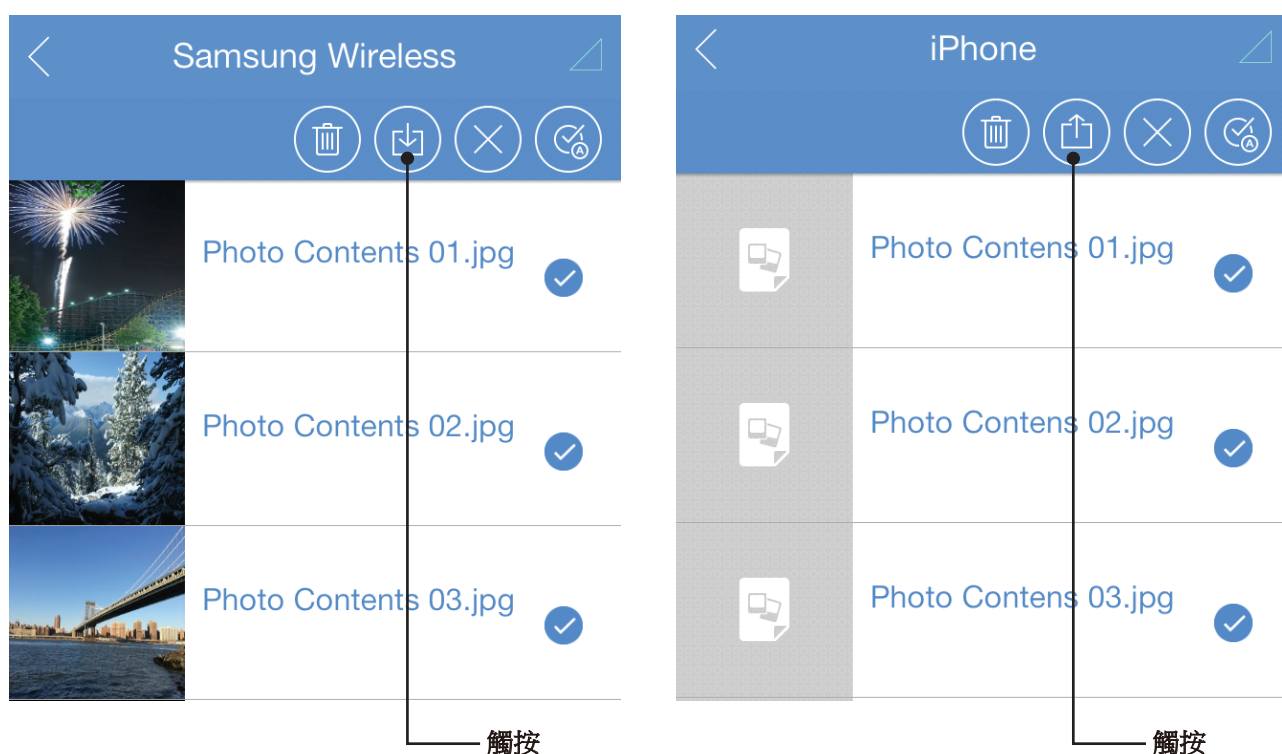 Samsung Wireless
A
Photo Contents 01.jpg
Photo Contents 02.jpg
Photo Contents 03.jpg
觸按
iPhone
A
Photo Contens 01.jpg
Photo Contens 02.jpg
Photo Contens 03.jpg
觸按